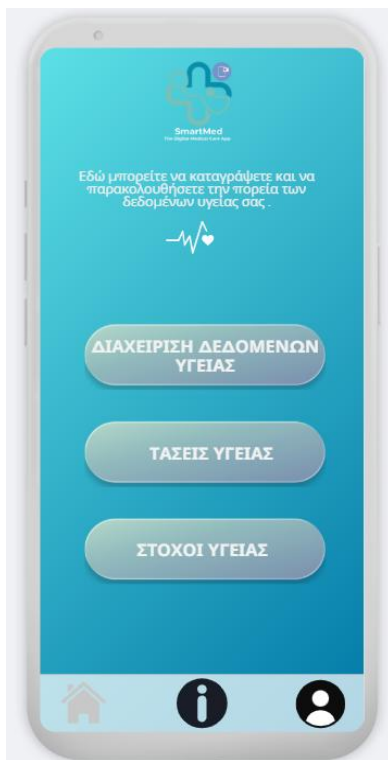 SmartMed
The Digital Medical Care App
Εδώ μπορείτε να καταγράψετε και να
παρακολουθήσετε την πορεία των
δεδομένων υγείας σας .
ΔΙΑΧΕΙΡΙΣΗ ΔΕΔΟΜΕΝΩΝ
ΥΓΕΙΑΣ
ΤΑΣΕΙΣ ΥΓΕΙΑΣ
ΣΤΟΧΟΙ ΥΓΕΙΑΣ